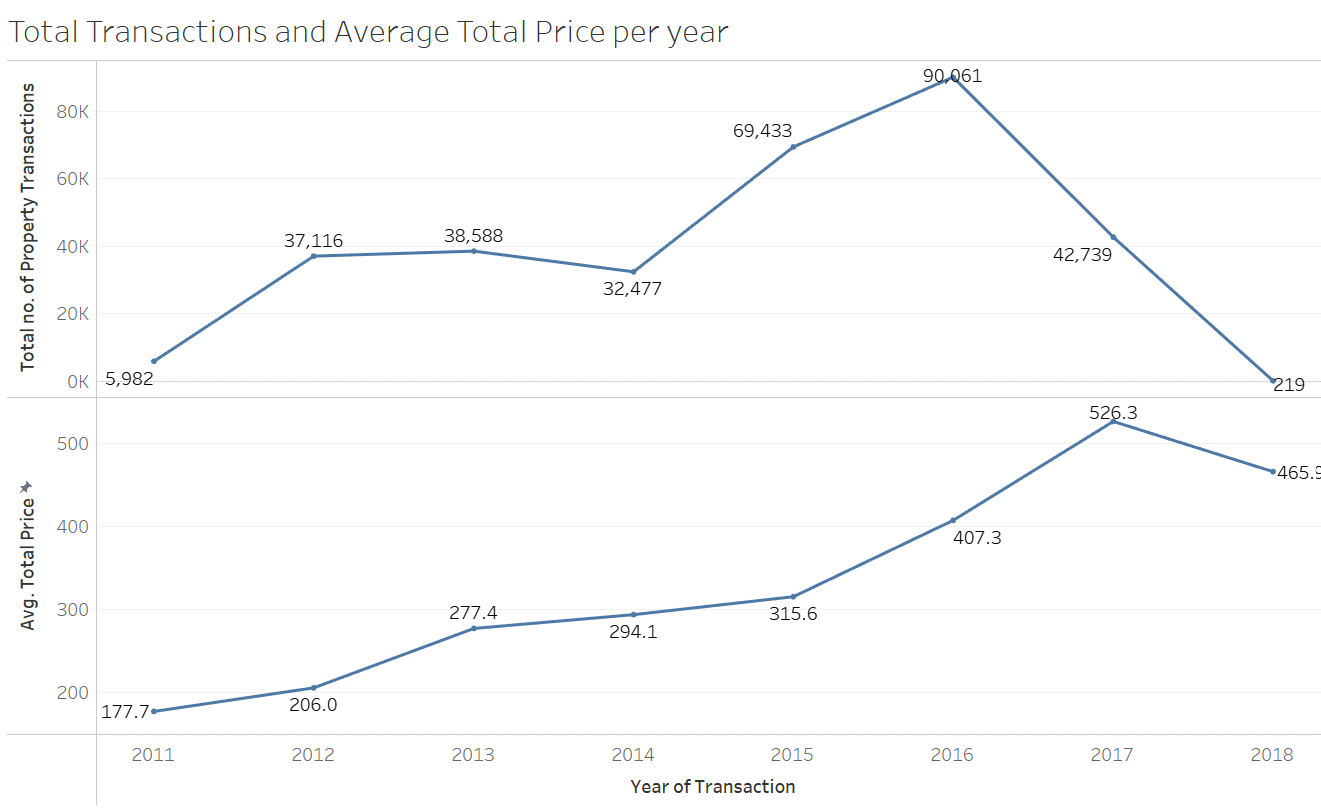 Total Transactions and Average Total Price per year
Total no. of Property Transactions
80K
60K
40K
20K
0K
5,982
37,116
38,588
32,477
69,433
90,061
42,739
219
Avg. Total Price
500
400
300
200
177.7
206.0
277.4
294.1
315.6
407.3
526.3
465.9
2011 2012 2013 2014 2015 2016 2017 2018
Year of Transaction